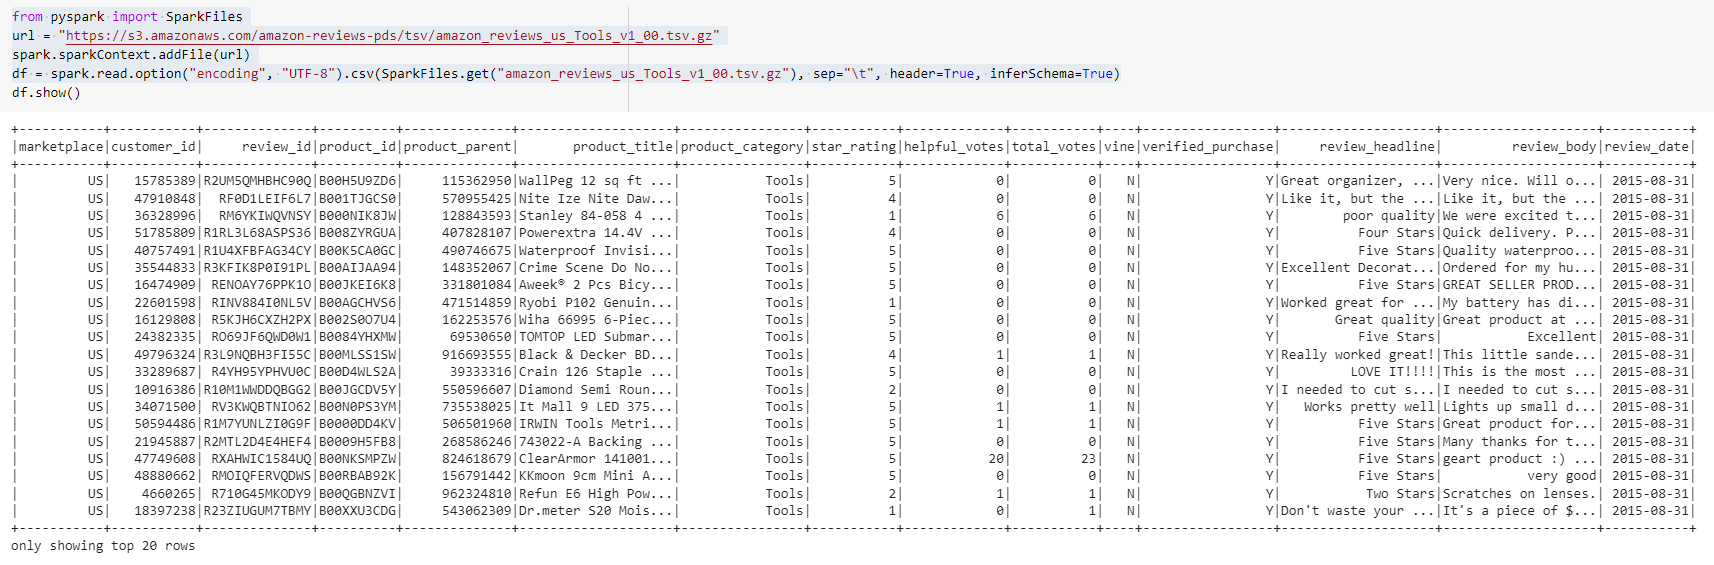 from pyspark import SparkFiles
url = "https://s3.amazonaws.com/amazon-reviews-pds/tsv/amazon_reviews_us_Tools_v1_00.tsv.gz"
spark.sparkContext.addFile(url)
df = spark.read.option("encoding", "UTF-8").csv(SparkFiles.get("amazon_reviews_us_Tools_v1_00.tsv.gz"), sep="\t", header=True, inferSchema=True)
df.show()
+-----------+-----------+--------------+----------+--------------+--------------------+----------------+-----------+-------------+-----------+----+-----------------+--------------------+--------------------+-----------+
|marketplace|customer_id|     review_id|product_id|product_parent|       product_title|product_category|star_rating|helpful_votes|total_votes|vine|verified_purchase|     review_headline|         review_body|review_date|
+-----------+-----------+--------------+----------+--------------+--------------------+----------------+-----------+-------------+-----------+----+-----------------+--------------------+--------------------+-----------+
|         US|   15785389|R2UM5QMHBHC90Q|B00H5U9ZD6|     115362950|WallPeg 12 sq ft ...|           Tools|          5|            0|          0|   N|                Y|Great organizer, ...|Very nice. Will o...| 2015-08-31|
|         US|   47910848| RF0D1LEIF6L7|B001TJGCS0|     570955425|Nite Ize Nite Daw...|           Tools|          4|            0|          0|   N|                Y|Like it, but the ...|Like it, but the ...| 2015-08-31|
|         US|   36328996| RM6YKIWQVNSY|B000NIK8JW|     128843593|Stanley 84-058 4 ...|           Tools|          1|            6|          6|   N|                Y|        poor quality|We were excited t...| 2015-08-31|
|         US|   51785809|R1RL3L68ASPS36|B008ZYRGUA|     407828107|Powerextra 14.4V ...|           Tools|          4|            0|          0|   N|                Y|          Four Stars|Quick delivery. P...| 2015-08-31|
|         US|   40757491|R1U4XFBFAG34CY|B00K5CA0GC|     490746675|Waterproof Invisi...|           Tools|          5|            0|          0|   N|                Y|          Five Stars|Quality waterproo...| 2015-08-31|
|         US|   35544833|R3KFIK8P0I91PL|B00AIJAA94|     148352067|Crime Scene Do No...|           Tools|          5|            0|          0|   N|                Y|Excellent Decorat...|Ordered for my hu...| 2015-08-31|
|         US|   16474909| RENOAY76PPK1O|B00JKEI6K8|     331801084|Aweek® 2 Pcs Bicy...|           Tools|          5|            0|          0|   N|                Y|          Five Stars|GREAT SELLER PROD...| 2015-08-31|
|         US|   22601598| RINV884I0NL5V|B00AGCHVS6|     471514859|Ryobi P102 Genuin...|           Tools|          1|            0|          0|   N|                Y|Worked great for ...|My battery has di...| 2015-08-31|
|         US|   16129808| R5KJH6CXZH2PX|B002S0O7U4|     162253576|Wiha 66995 6-Piec...|           Tools|          5|            0|          0|   N|                Y|       Great quality|Great product at ...| 2015-08-31|
|         US|   24382335| RO69JF6QWD0W1|B0084YHXMW|      69530650|TOMTOP LED Submar...|           Tools|          5|            0|          0|   N|                Y|          Five Stars|           Excellent| 2015-08-31|
|         US|   49796324|R3L9NQBH3FI55C|B00MLSS1SW|     916693555|Black & Decker BD...|           Tools|          4|            1|          1|   N|                Y|Really worked great!|This little sande...| 2015-08-31|
|         US|   33289687| R4YH95YPHVU0C|B00D4WLS2A|      39333316|Crain 126 Staple ...|           Tools|          5|            0|          0|   N|                Y|         LOVE IT!!!!|This is the most ...| 2015-08-31|
|         US|   10916386|R10M1WWDDQBGG2|B00JGCDV5Y|     550596607|Diamond Semi Roun...|           Tools|          2|            0|          0|   N|                Y|I needed to cut s...|I needed to cut s...| 2015-08-31|
|         US|   34071500| RV3KWQBTNIO62|B00N0PS3YM|     735538025|It Mall 9 LED 375...|           Tools|          5|            1|          1|   N|                Y|   Works pretty well|Lights up small d...| 2015-08-31|
|         US|   50594486|R1M7YUNLZI0G9F|B0000DD4KV|     506501960|IRWIN Tools Metri...|           Tools|          5|            1|          1|   N|                Y|          Five Stars|Great product for...| 2015-08-31|
|         US|   21945887|R2MTL2D4E4HEF4|B0009H5FB8|     268586246|743022-A Backing ...|           Tools|          5|            0|          0|   N|                Y|          Five Stars|Many thanks for t...| 2015-08-31|
|         US|   47749608| RXAHWIC1584UQ|B00NKSMPZW|     824618679|ClearArmor 141001...|           Tools|          5|           20|         23|   N|                Y|          Five Stars|geart product :) ...| 2015-08-31|
|         US|   48880662| RMOIQFERVQDWS|B00RBAB92K|     156791442|KKmoon 9cm Mini A...|           Tools|          5|            0|          0|   N|                Y|          Five Stars|           very good| 2015-08-31|
|         US|    4660265| R710G45MKODY9|B00QGBNZVI|     962324810|Refun E6 High Pow...|           Tools|          2|            1|          1|   N|                Y|           Two Stars|Scratches on lenses.| 2015-08-31|
|         US|   18397238|R23ZIUGUM7TBMY|B00XXU3CDG|     543062309|Dr.meter S20 Mois...|           Tools|          1|            0|          1|   N|                Y|Don't waste your ...|It's a piece of $...| 2015-08-31|
+-----------+-----------+--------------+----------+--------------+--------------------+----------------+-----------+-------------+-----------+----+-----------------+--------------------+--------------------+-----------+
only showing top 20 rows